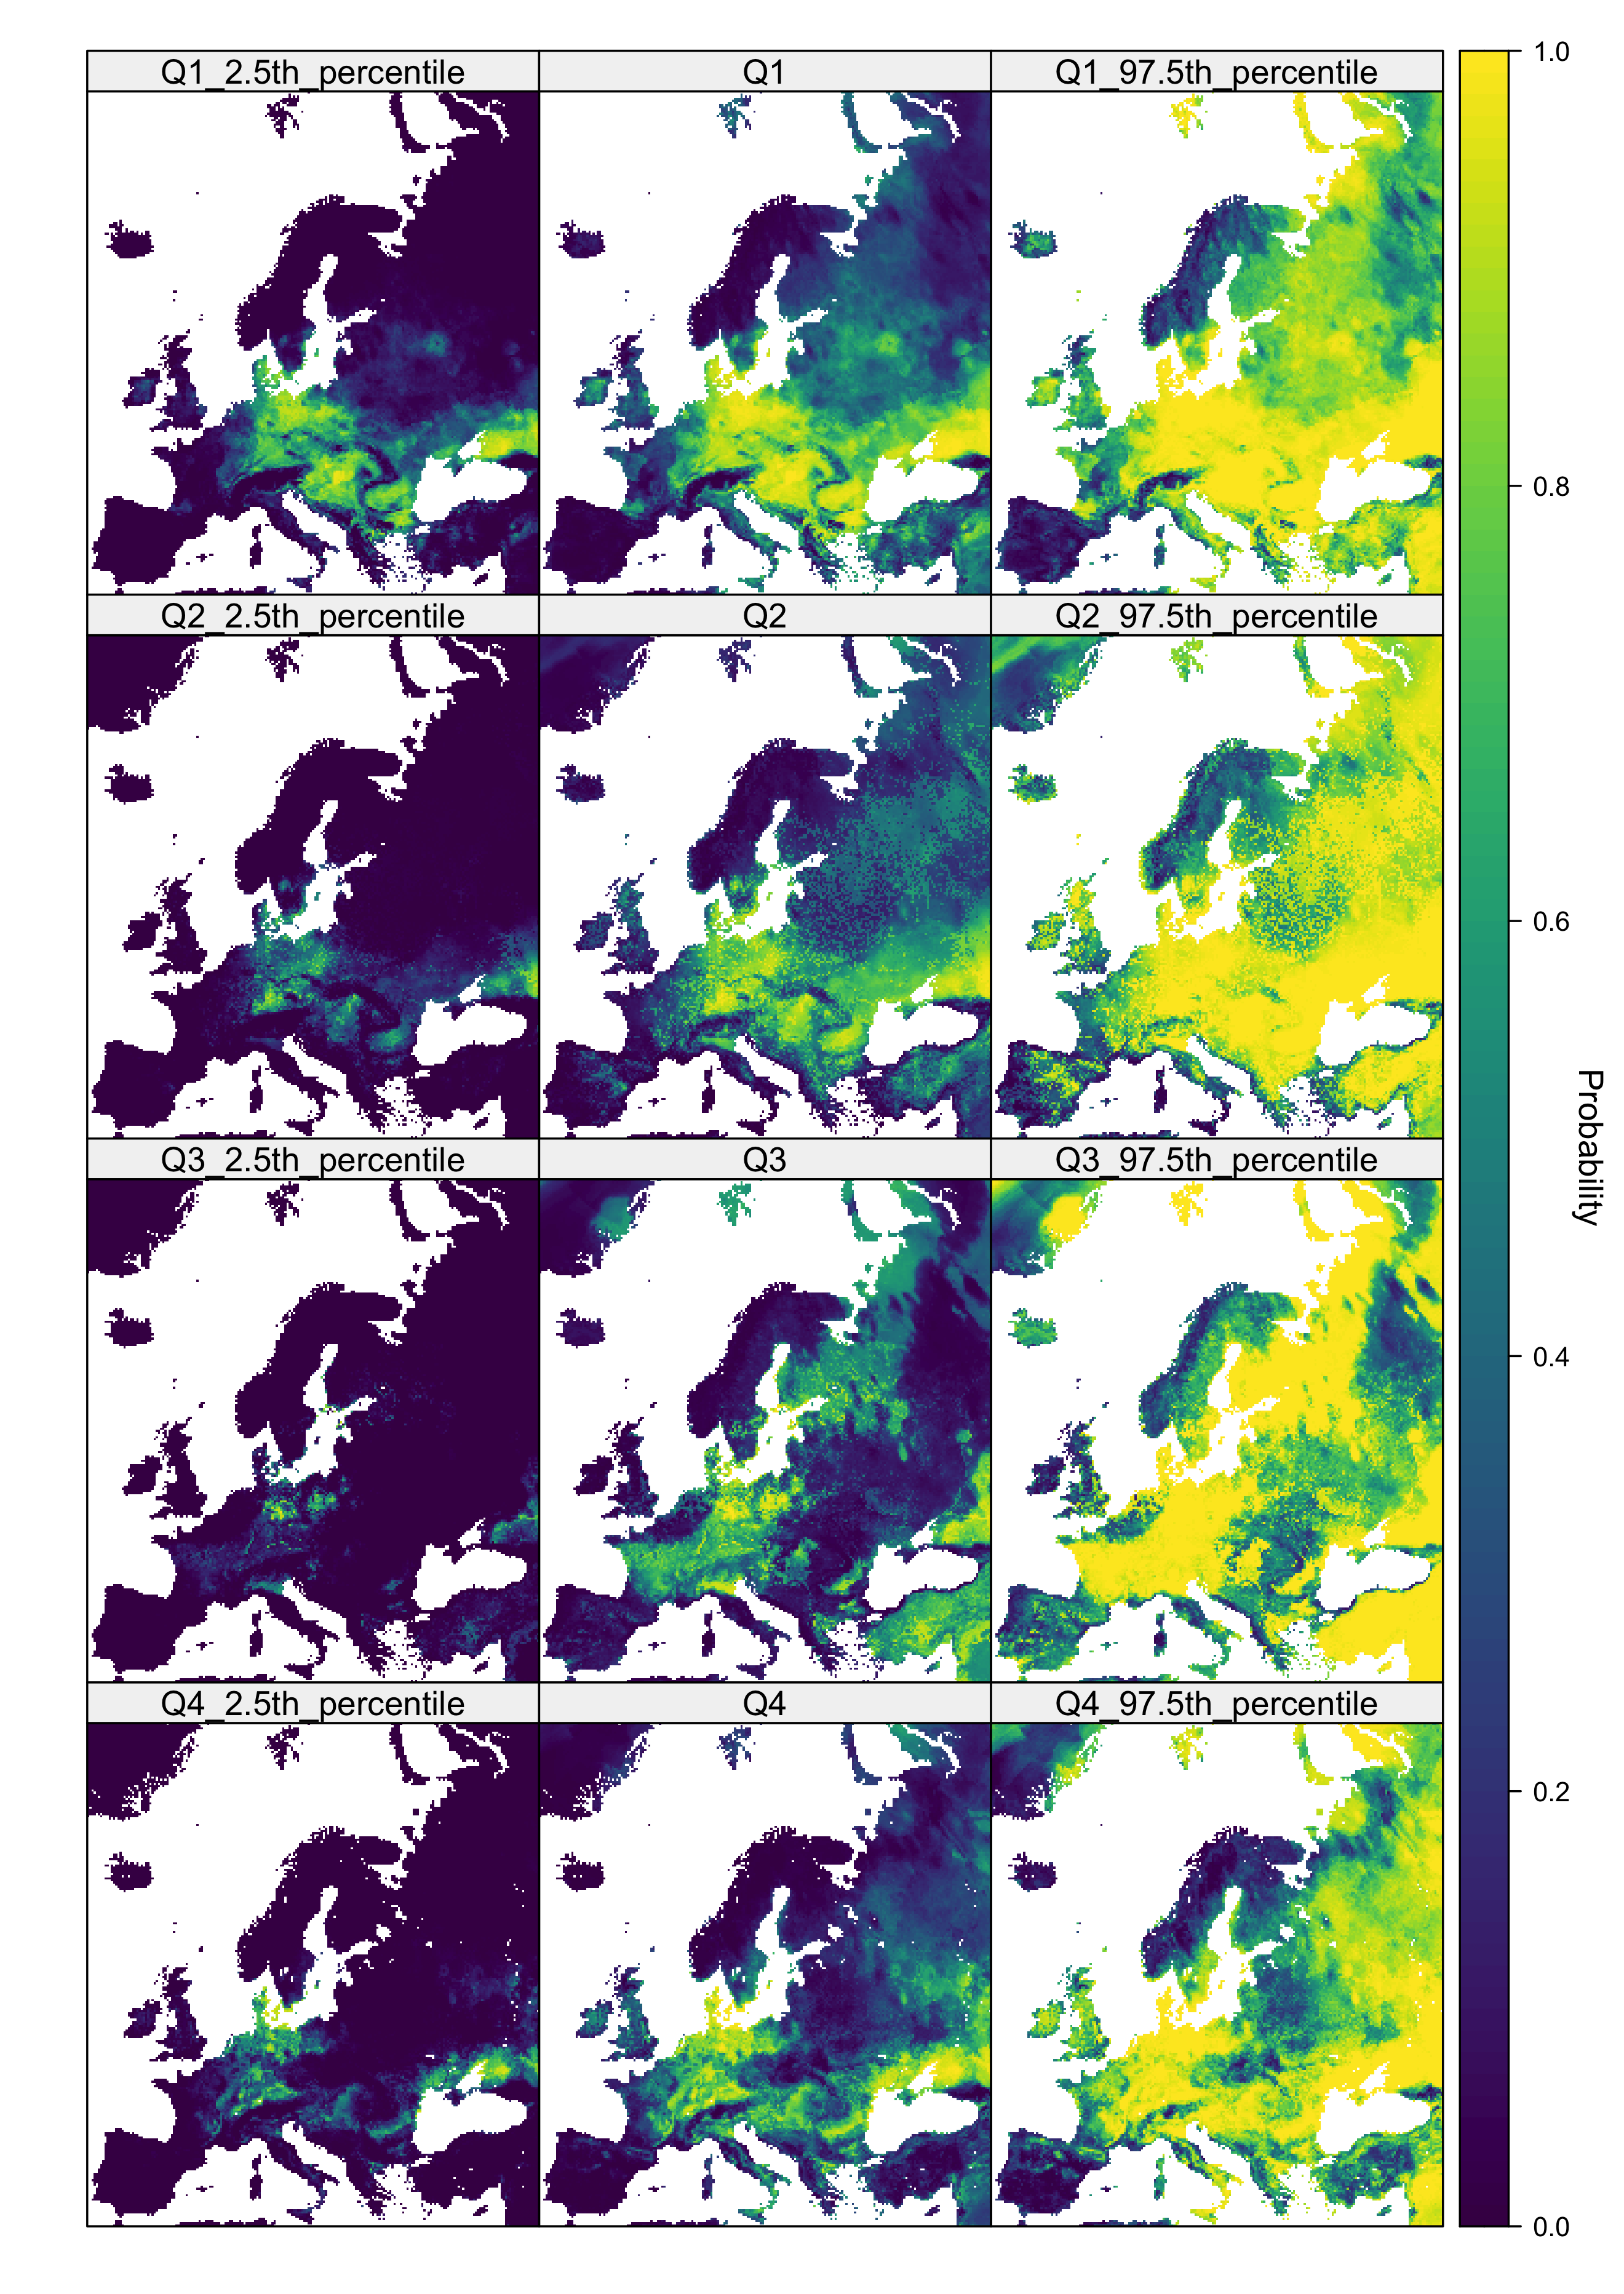 Q1_2.5th_percentile
Q1
Q1_97.5th_percentile
Q2_2.5th_percentile
Q2
Q2_97.5th_percentile
Q3_2.5th_percentile
Q3
Q3_97.5th_percentile
Q4_2.5th_percentile
Q4
Q4_97.5th_percentile
1.0
0.8
0.6
0.4
0.2
0.0
Probability